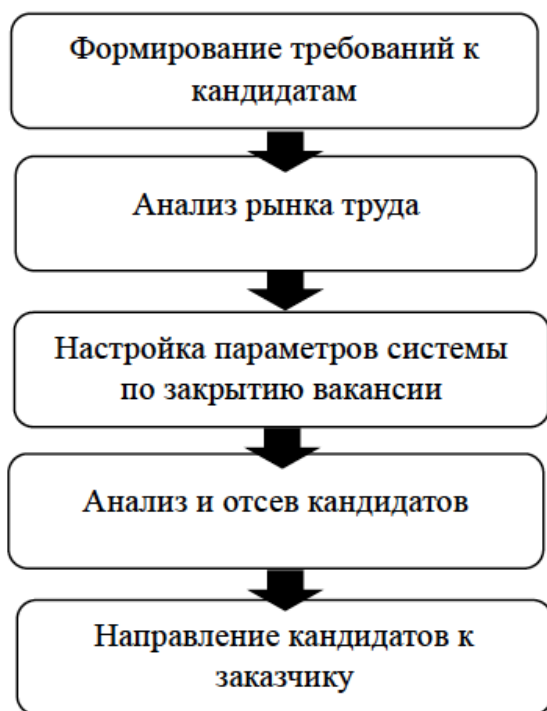 Формирование требований к
кандидатам
Анализ рынка труда
Настройка параметров системы
по закрытию вакансии
Анализ и отсев кандидатов
Направление кандидатов к
заказчику